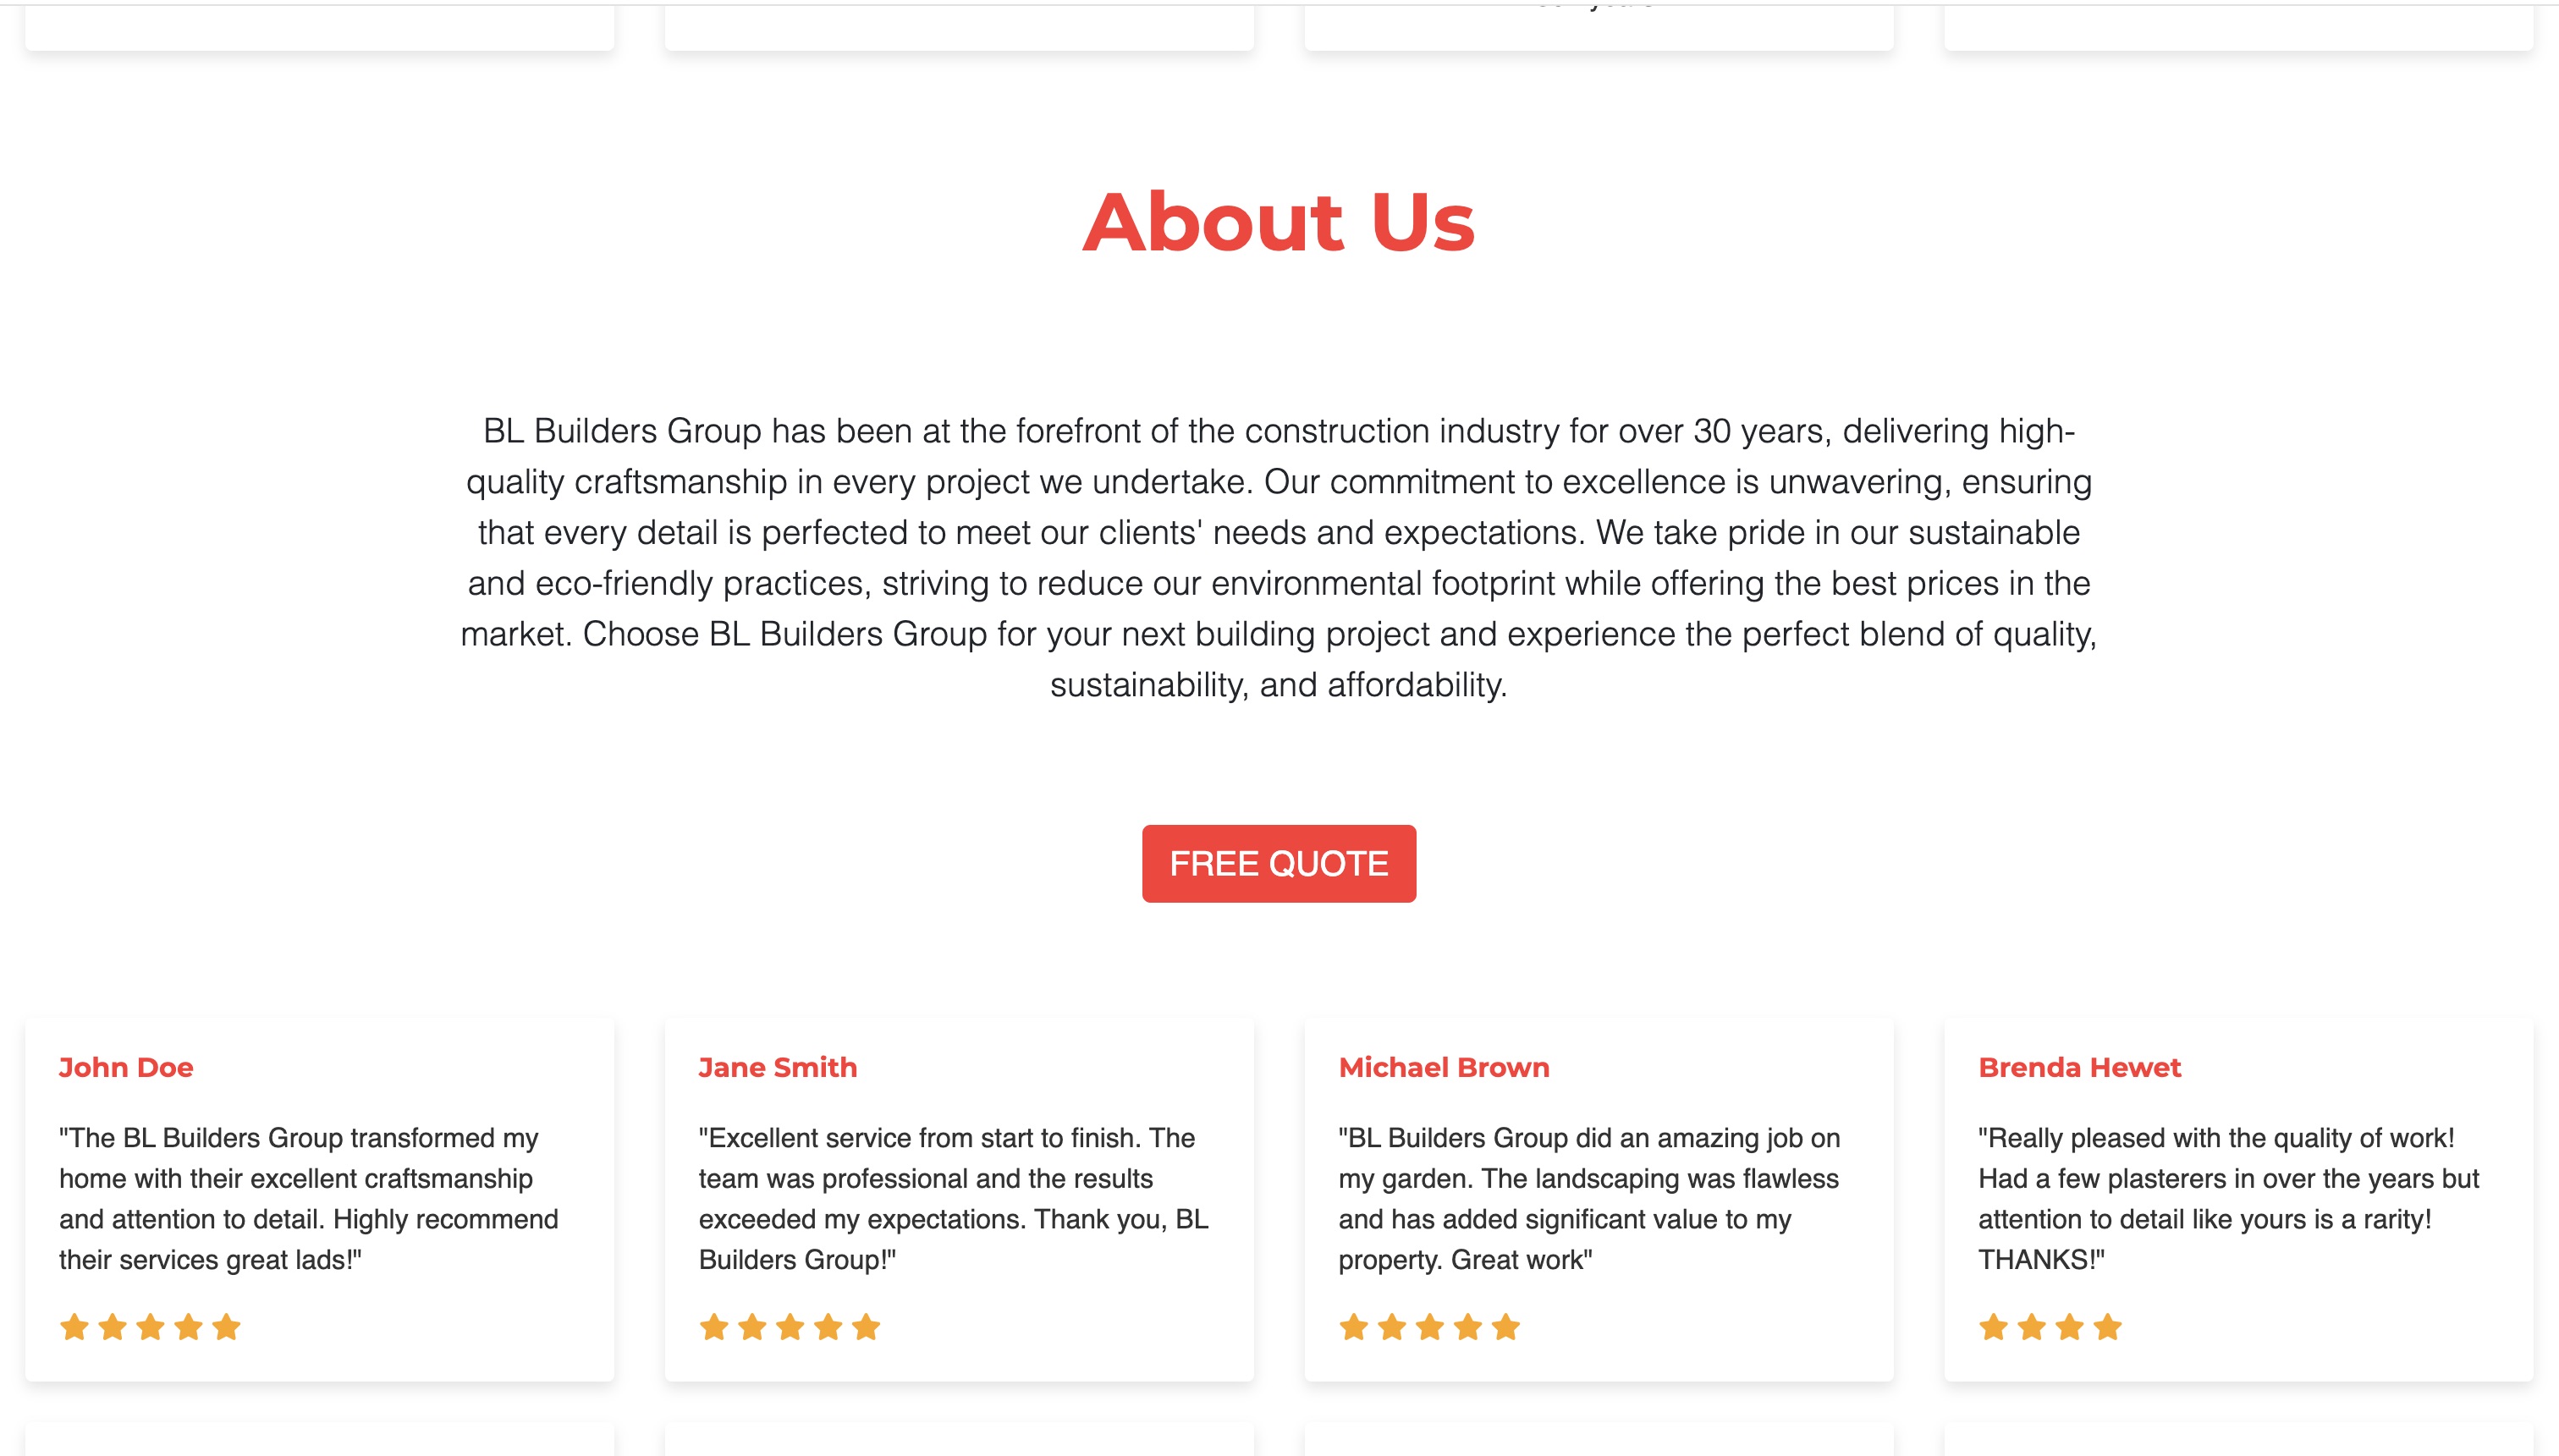 About Us
BL Builders Group has been at the forefront of the construction industry for over 30 years, delivering high-
quality craftsmanship in every project we undertake. Our commitment to excellence is unwavering, ensuring
that every detail is perfected to meet our clients' needs and expectations. We take pride in our sustainable
and eco-friendly practices, striving to reduce our environmental footprint while offering the best prices in the
market. Choose BL Builders Group for your next building project and experience the perfect blend of quality,
sustainability, and affordability.
FREE QUOTE
John Doe
"The BL Builders Group transformed my
home with their excellent craftsmanship
and attention to detail. Highly recommend
their services great lads!"
Jane Smith
"Excellent service from start to finish. The
team was professional and the results
exceeded my expectations. Thank you, BL
Builders Group!"
Michael Brown
"BL Builders Group did an amazing job on
my garden. The landscaping was flawless
and has added significant value to my
property. Great work"
Brenda Hewet
"Really pleased with the quality of work!
Had a few plasterers in over the years but
attention to detail like yours is a rarity!
THANKS!"